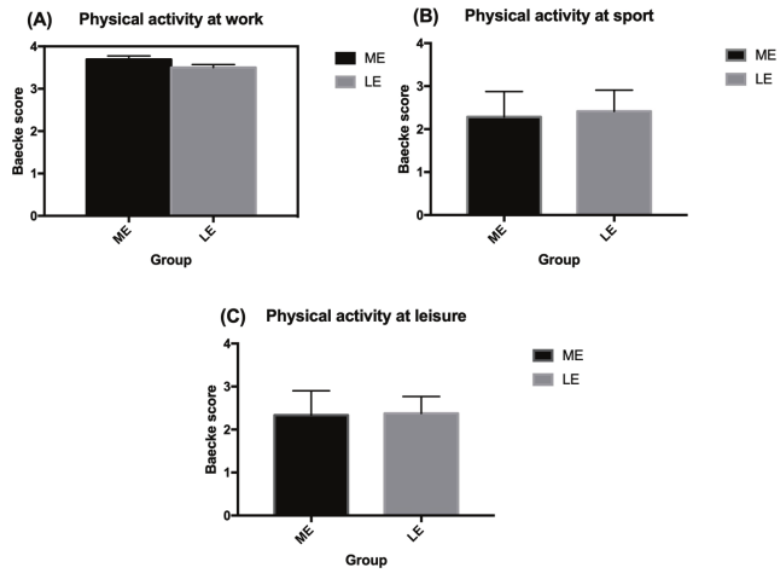 (A) Physical activity at work
4
3
2
1
0
Baecke score
ME
LE
Group
ME
LE
(B) Physical activity at sport
4
3
2
1
0
Baecke score
ME
LE
Group
ME
LE
(C) Physical activity at leisure
4
3
2
1
0
Baecke score
ME
LE
Group
ME
LE